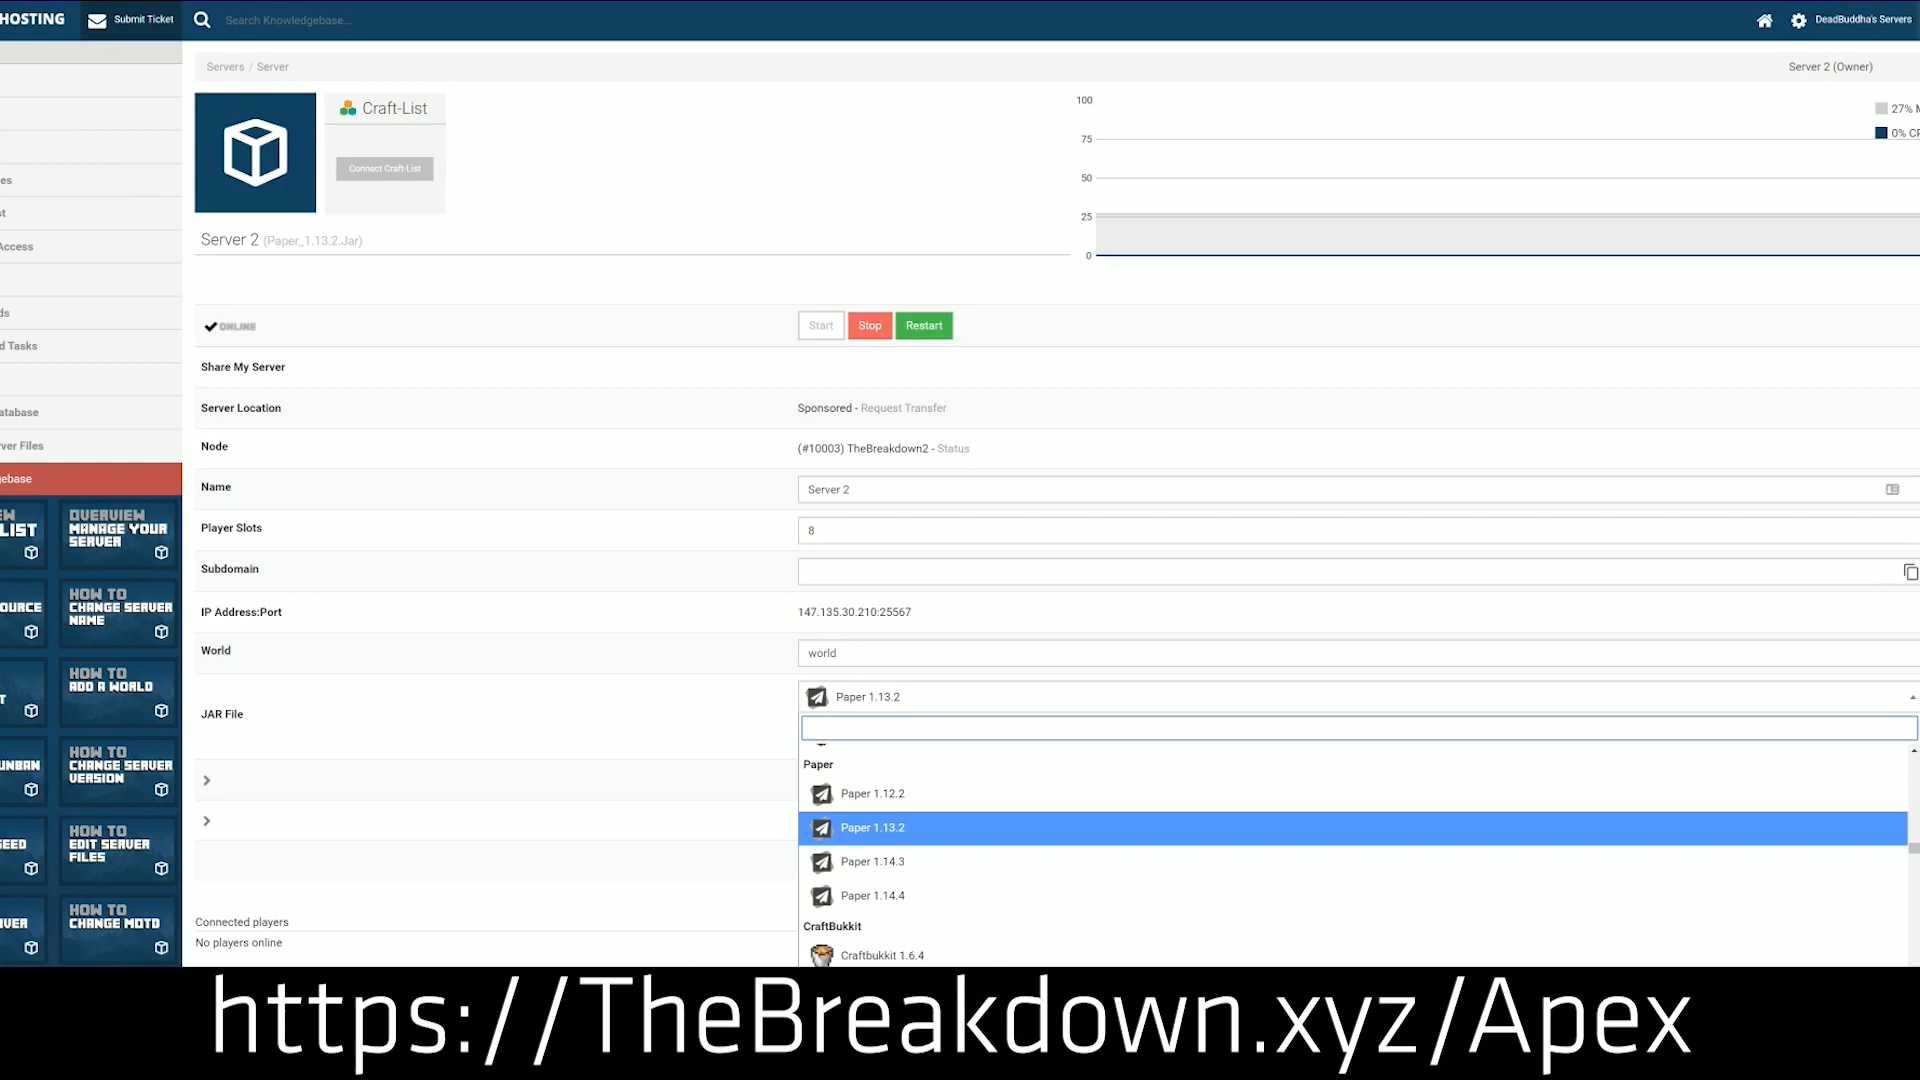 HOSTING
Submit Ticket
Search Knowledgebase...
DeadBuddha's Servers
Servers / Server
Server 2 (Owner)
Craft-List
Connect Craft-List
100
75
50
25
0
27% M
0% CP
Server 2 (Paper_1.13.2.Jar)
es
st
Access
ds
d Tasks
atabase
ver Files
gebase
ONLINE
Start
Stop
Restart
Share My Server
Server Location
Sponsored - Request Transfer
Node
(#10003) TheBreakdown2 - Status
Name
Server 2
Player Slots
8
Subdomain
IP Address:Port
147.135.30.210:25567
World
world
JAR File
Paper 1.13.2
Paper
Paper 1.12.2
Paper 1.13.2
Paper 1.14.3
Paper 1.14.4
CraftBukkit
Craftbukkit 1.6.4
Connected players
No players online
EW
LIST
OVERVIEW
MANAGE YOUR
SERVER
OURCE
HOW TO
CHANGE SERVER
NAME
T
HOW TO
ADD A WORLD
UNBAN
HOW TO
CHANGE SERVER
VERSION
SEED
HOW TO
EDIT SERVER
FILES
VER
HOW TO
CHANGE MOTD
https://TheBreakdown.xyz/Apex